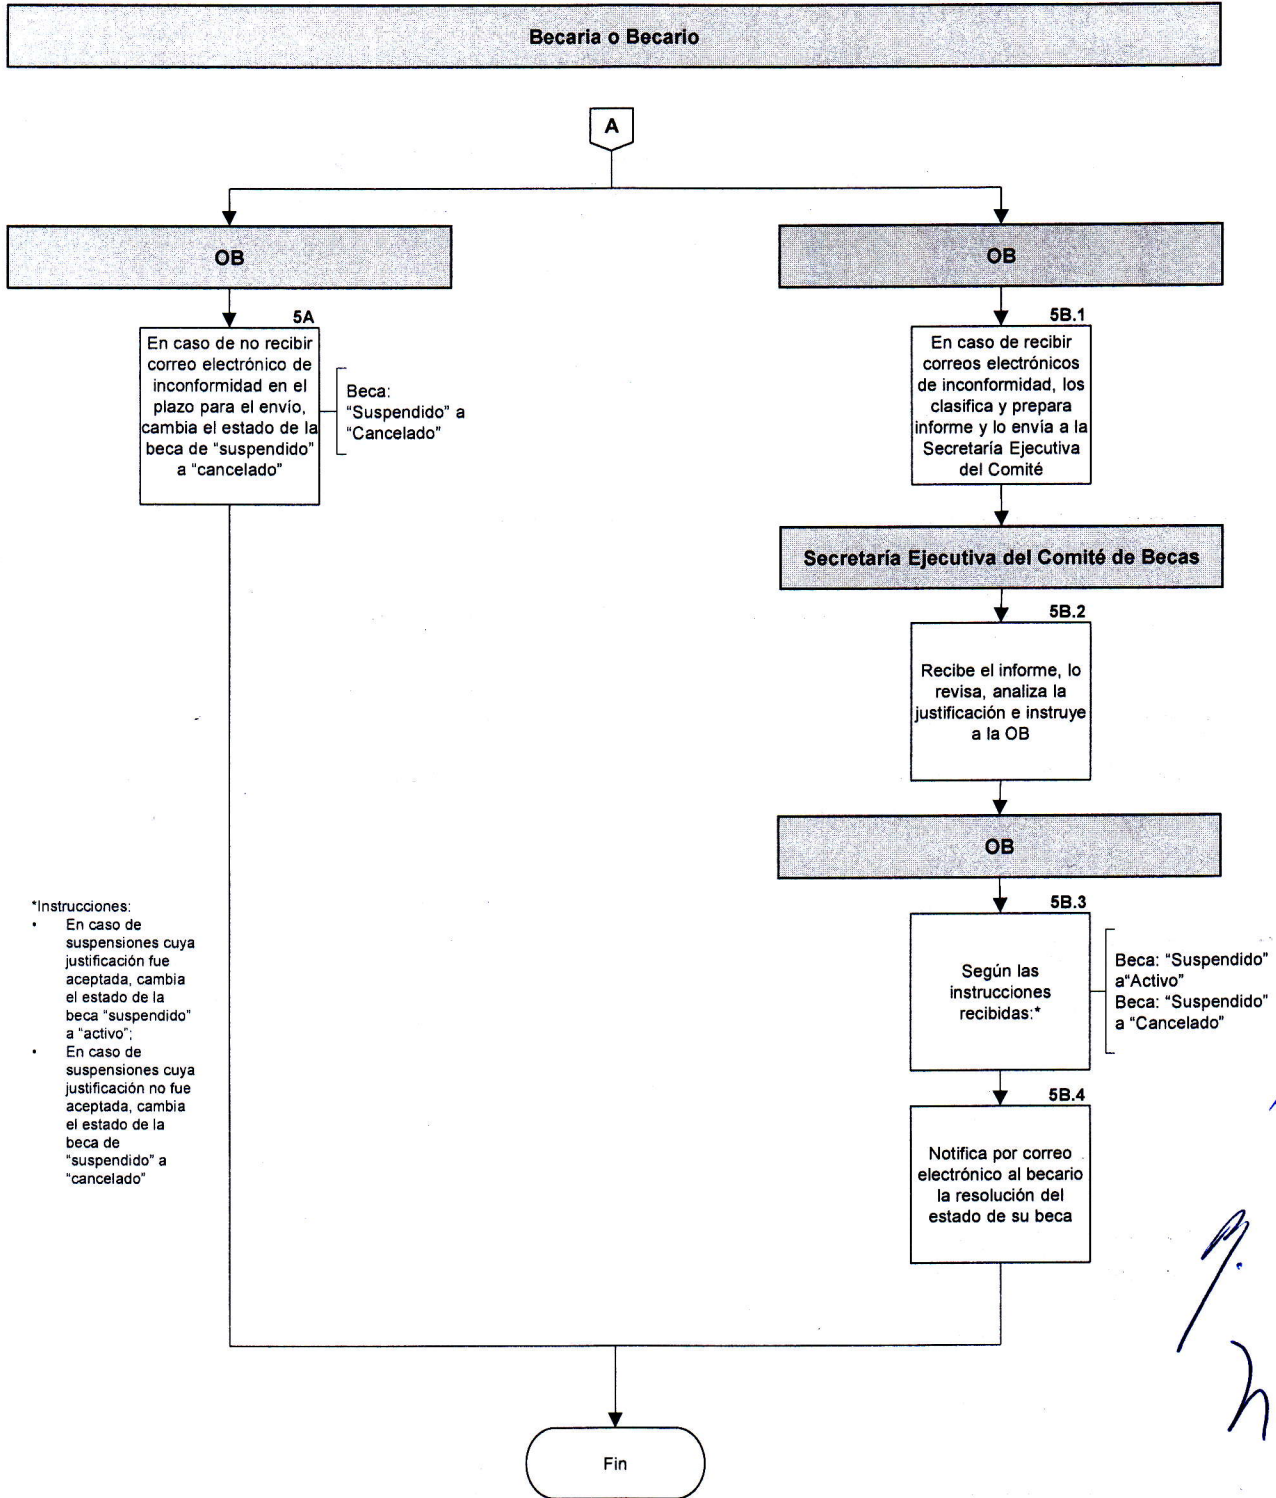 Becaria o Becario
A
OB
5A
En caso de no recibir
correo electrónico de
inconformidad en el
plazo para el envío,
cambia el estado de la
beca de “suspendido”
a “cancelado”
Beca:
“Suspendido” a
“Cancelado”
OB
5B.1
En caso de recibir
correos electrónicos
de inconformidad, los
clasifica y prepara
informe y lo envía a la
Secretaría Ejecutiva
del Comité
Secretaría Ejecutiva del Comité de Becas
5B.2
Recibe el informe, lo
revisa, analiza la
justificación e instruye
a la OB
OB
5B.3
Según las
instrucciones
recibidas:*
Beca: “Suspendido”
a“Activo”
Beca: “Suspendido”
a “Cancelado”
5B.4
Notifica por correo
electrónico al becario
la resolución del
estado de su beca
*Instrucciones:
• En caso de
suspensiones cuya
justificación fue
aceptada, cambia
el estado de la
beca “suspendido”
a “activo”;
• En caso de
suspensiones cuya
justificación no fue
aceptada, cambia
el estado de la
beca de
“suspendido” a
“cancelado”
Fin